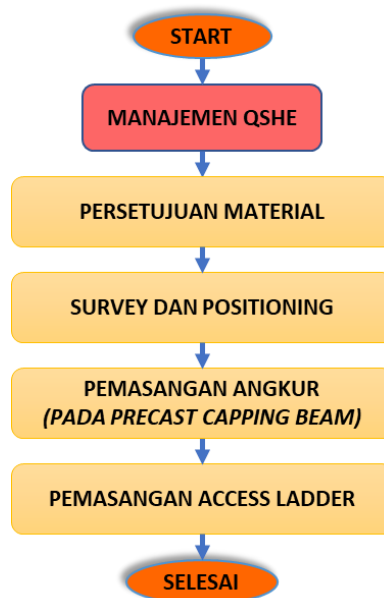 START
MANAJEMEN QSHE
PERSETUJUAN MATERIAL
SURVEY DAN POSITIONING
PEMASANGAN ANGKUR
(PADA PRECAST CAPPING BEAM)
PEMASANGAN ACCESS LADDER
SELESAI